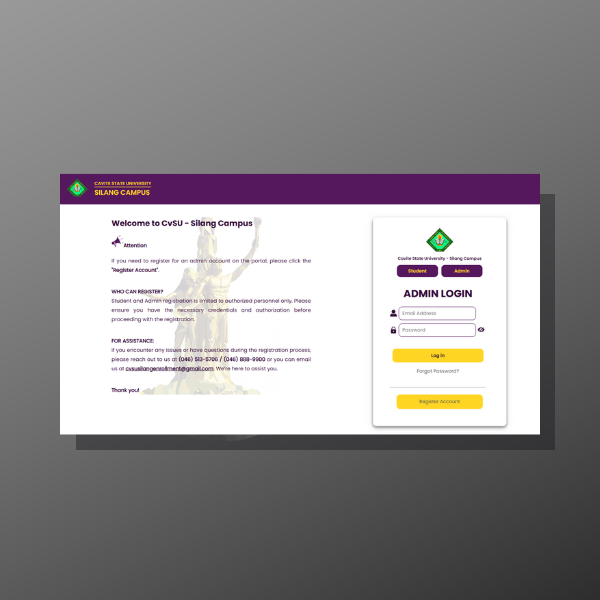 CAVITE STATE UNIVERSITY
SILANG CAMPUS
Welcome to CvSU - Silang Campus
Attention
If you need to register for an admin account on the portal, please click the
"Register Account".
WHO CAN REGISTER?
Student and Admin registration is limited to authorized personnel only. Please
ensure you have the necessary credentials and authorization before
proceeding with the registration.
FOR ASSISTANCE:
If you encounter any issues or have questions during the registration process,
please reach out to us at (046) 513-5706 / (046) 888-9900 or you can email
us at cvsusilangenrollment@gmail.com. We're here to assist you.
Thank you!
Cavite State University - Silang Campus
Student Admin
ADMIN LOGIN
Email Address
Password
Log In
Forgot Password?
Register Account